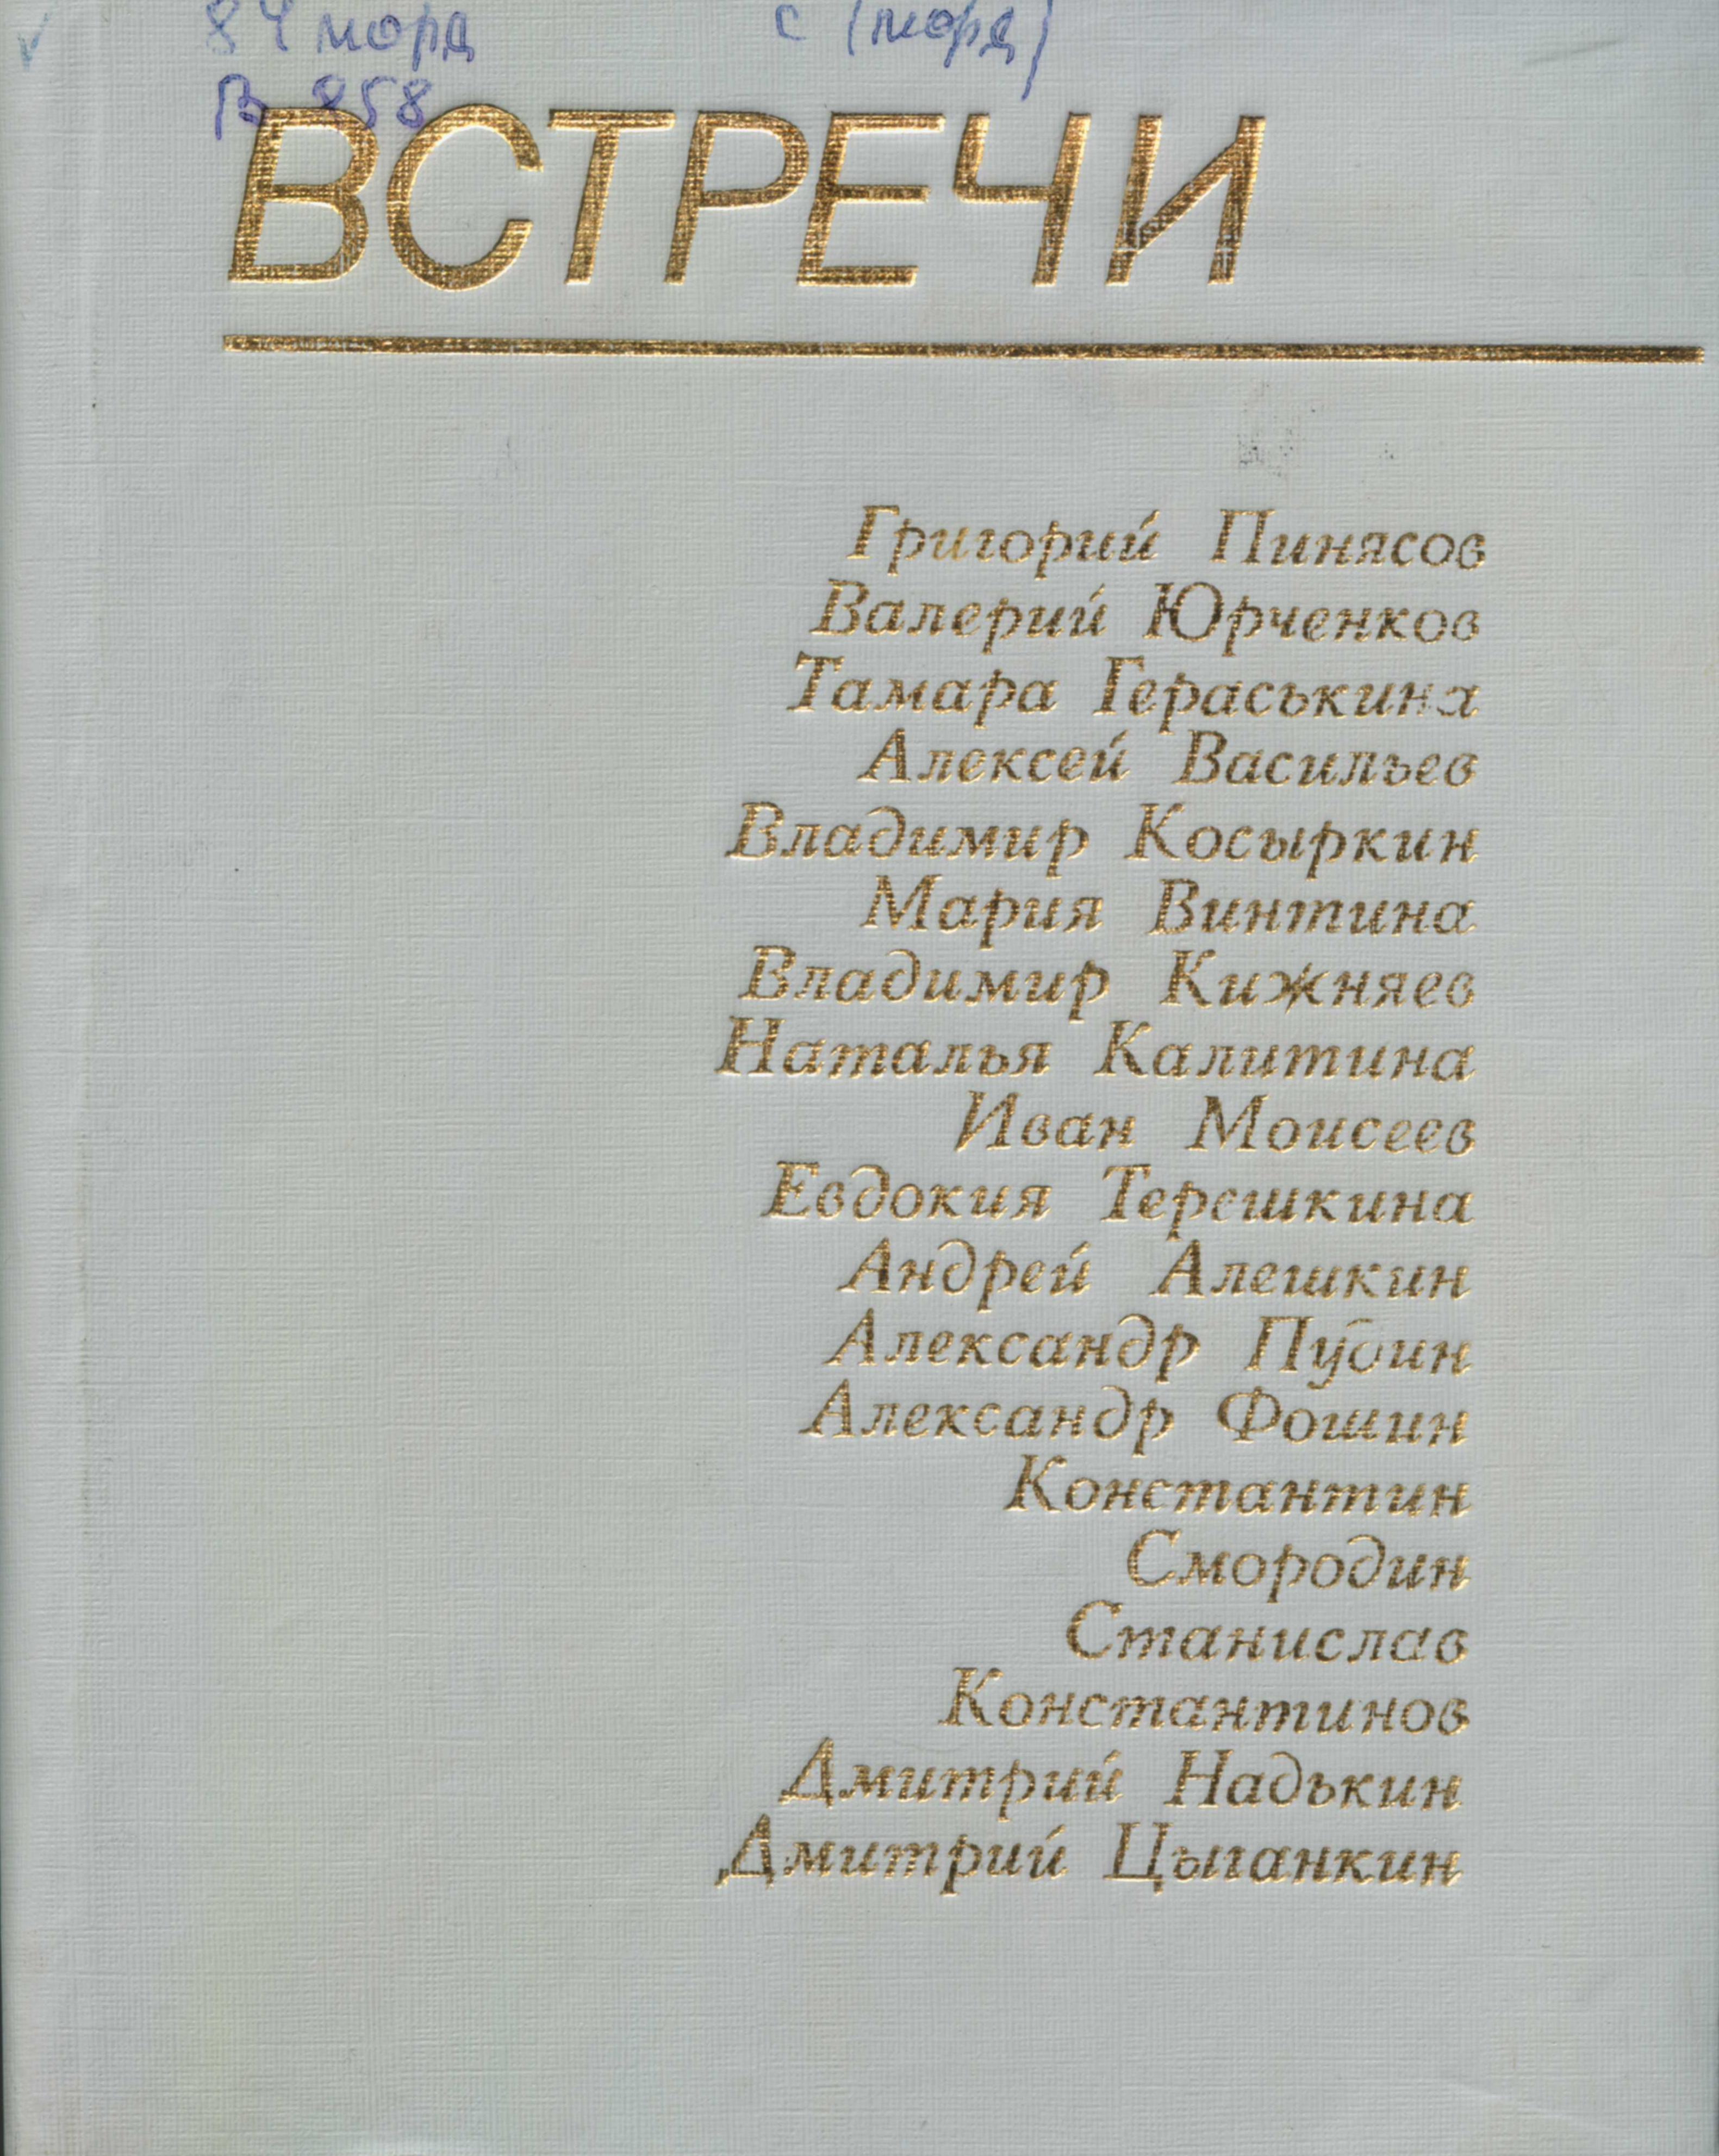 84 морд с (морд)
В 858
ВСТРЕЧИ
Григорий Пинясов
Валерий Юрченков
Тамара Гераськина
Алексей Васильев
Владимир Косыркин
Мария Винтина
Владимир Кижняев
Наталья Калитина
Иван Моисеев
Евдокия Терешкина
Андрей Алешкин
Александр Пудин
Александр Фошин
Константин
Смородин
Станислав
Константинов
Дмитрий Надькин
Дмитрий Цыганкин